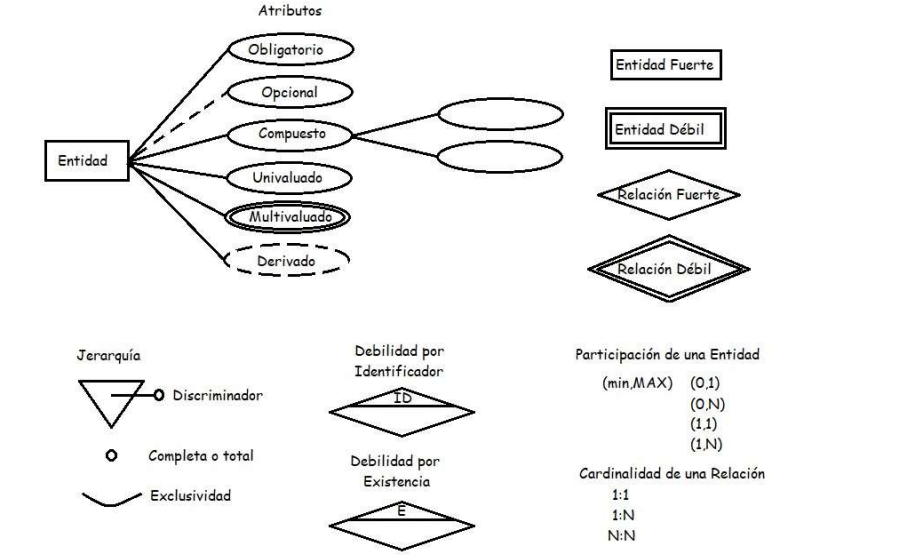 Atributos
Obligatorio
Opcional
Compuesto
Univaluado
Multivaluado
Derivado
Entidad
Entidad Fuerte
Entidad Débil
Relación Fuerte
Relación Débil
Jerarquía
Discriminador
Completa o total
Exclusividad
Debilidad por
Identificador
ID
Debilidad por
Existencia
E
Participación de una Entidad
(min,MAX) (0,1)
(0,N)
(1,1)
(1,N)
Cardinalidad de una Relación
1:1
1:N
N:N